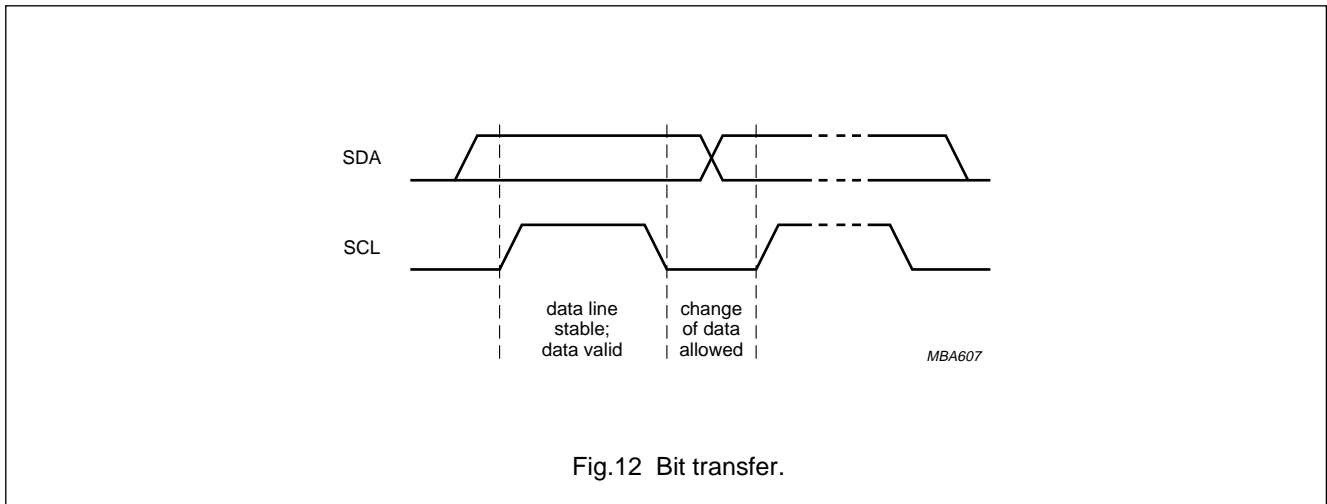 SDA
SCL
data line
stable;
data valid
change
of data
allowed
MBA607
Fig.12 Bit transfer.